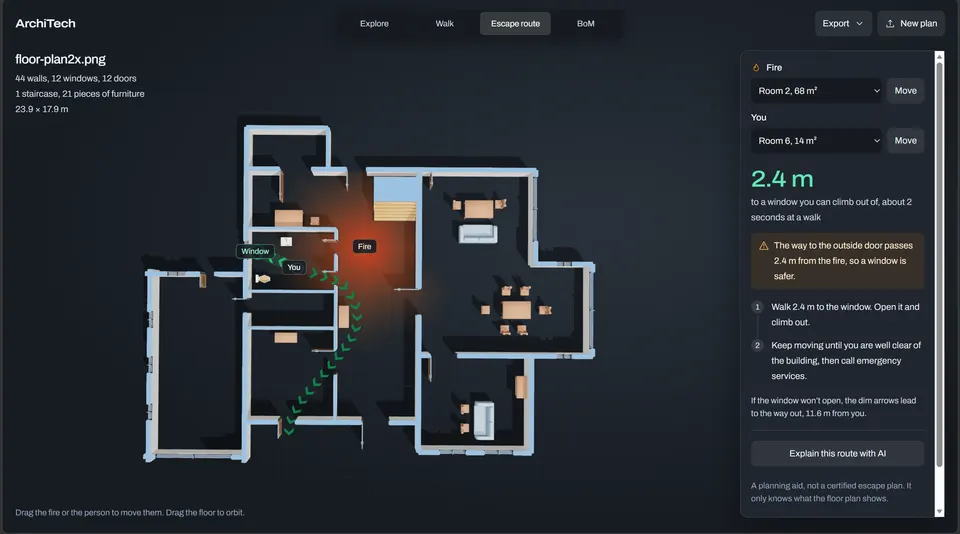 ArchiTech
Explore
Walk
Escape route
BoM
Export
New plan
floor-plan2x.png
44 walls, 12 windows, 12 doors
1 staircase, 21 pieces of furniture
23.9 × 17.9 m
Window
You
Fire
Fire
Room 2, 68 m²
Move
You
Room 6, 14 m²
Move
2.4 m
to a window you can climb out of, about 2
seconds at a walk
The way to the outside door passes
2.4 m from the fire, so a window is
safer.
1 Walk 2.4 m to the window. Open it and
climb out.
2 Keep moving until you are well clear of
the building, then call emergency
services.
If the window won't open, the dim arrows lead
to the way out, 11.6 m from you.
Explain this route with AI
A planning aid, not a certified escape plan. It
only knows what the floor plan shows.
Drag the fire or the person to move them. Drag the floor to orbit.